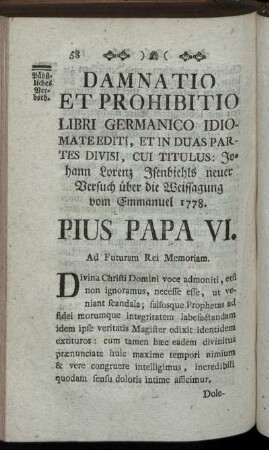 58 ) o (
Päbst-
liches
Ver-
both.
DAMNATIO
ET PROHIBITIO
LIBRI GERMANICO IDIO-
MATE EDITI, ET IN DUAS PAR-
TES DIVISI, CUI TITULUS: Jo-
hann Lorenz Isenbiehls neuer
Versuch über die Weissagung
vom Emmanuel 1778.
PIUS PAPA VI.
Ad Futuram Rei Memoriam.
Divina Christi Domini voce admoniti, etsi
non ignoramus, necesse esse, ut ve-
niant scandala; falsosque Prophetas ad
fidei morumque integritatem labefactandam
idem ipse veritatis Magister edixit identidem
extituros: cum tamen hæc eadem divinitus
prænunciata huic maxime tempori nimium
& vere congruere intelligimus, incredibili
quodam sensu doloris intime afficimur.
Dole-